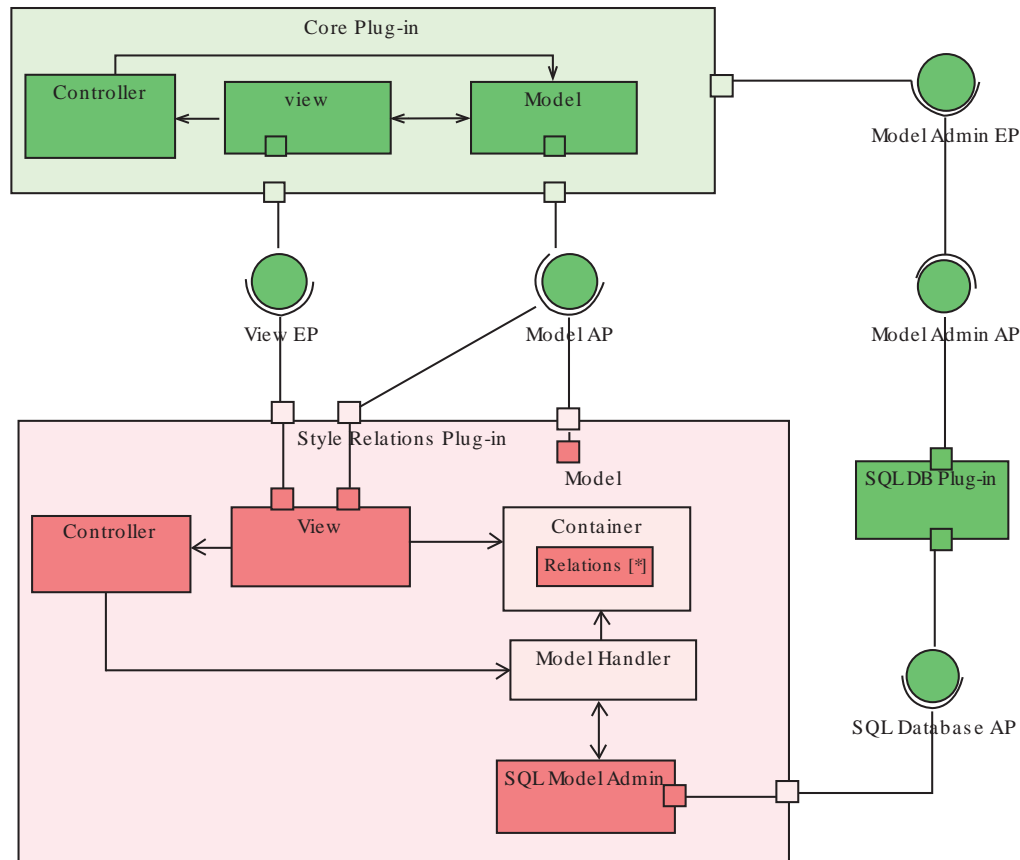 Core Plug-in
Controller
view
Model
Model Admin EP
View EP
Model AP
Model Admin AP
Style Relations Plug-in
Model
SQL DB Plug-in
Controller
View
Container
Relations [*]
Model Handler
SQL Database AP
SQL Model Admin